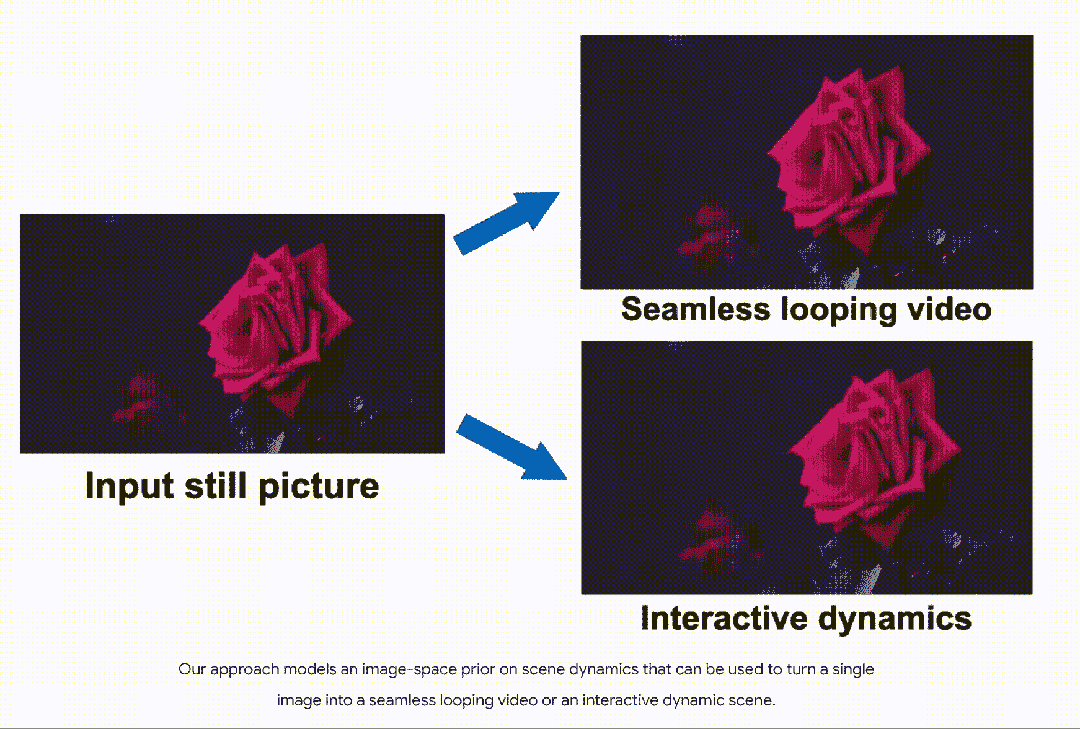 Seamless looping video
Input still picture
Interactive dynamics
Our approach models an image-space prior on scene dynamics that can be used to turn a single
image into a seamless looping video or an interactive dynamic scene.